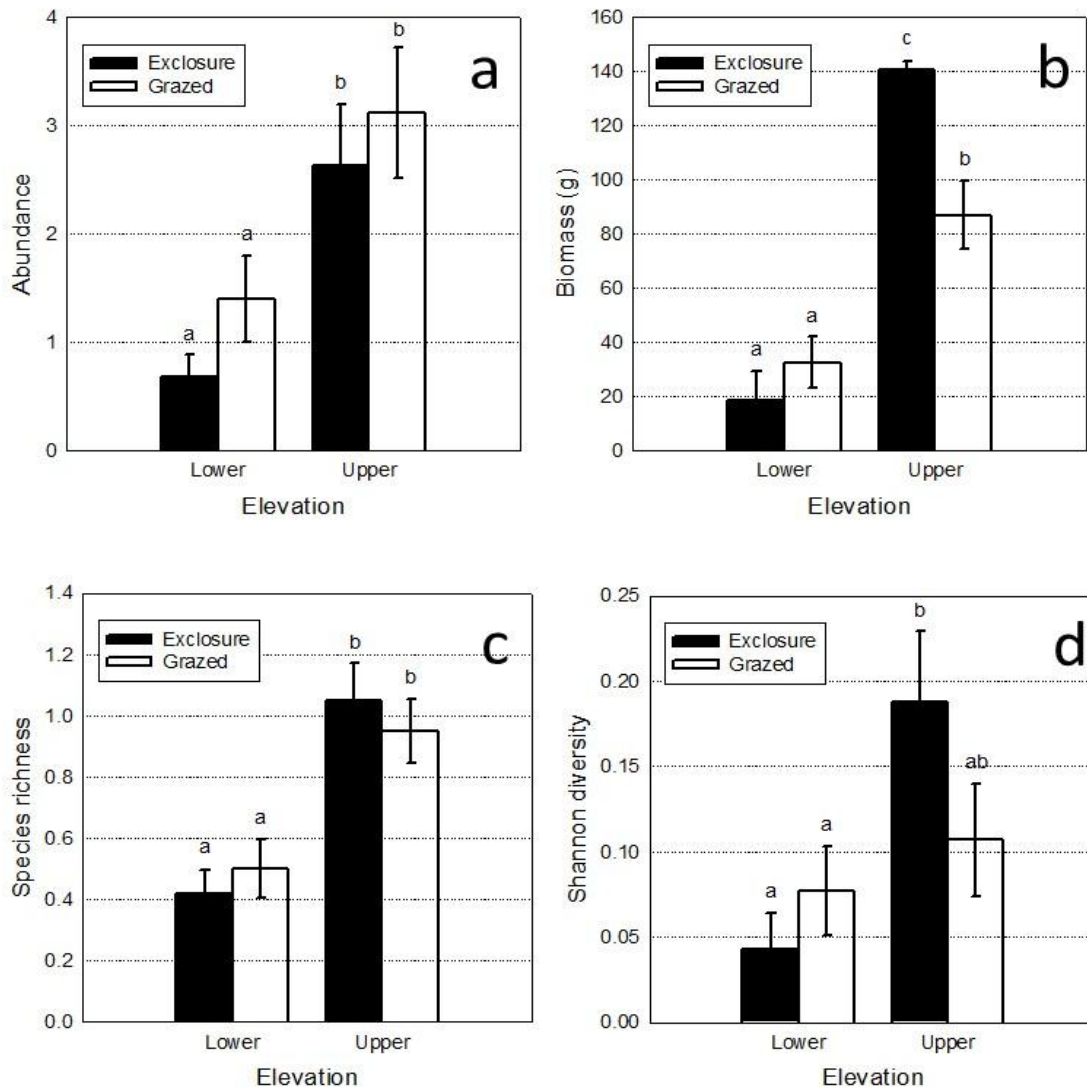 4
3
2
1
0
Abundance
Exclosure
Grazed
a
a
a
b
b
Lower
Upper
Elevation
160
140
120
100
80
60
40
20
0
Biomass (g)
Exclosure
Grazed
b
a
a
c
b
Lower
Upper
Elevation
1.4
1.2
1.0
0.8
0.6
0.4
0.2
0.0
Species richness
Exclosure
Grazed
c
a
a
b
b
Lower
Upper
Elevation
0.25
0.20
0.15
0.10
0.05
0.00
Shannon diversity
Exclosure
Grazed
d
a
a
b
ab
Lower
Upper
Elevation